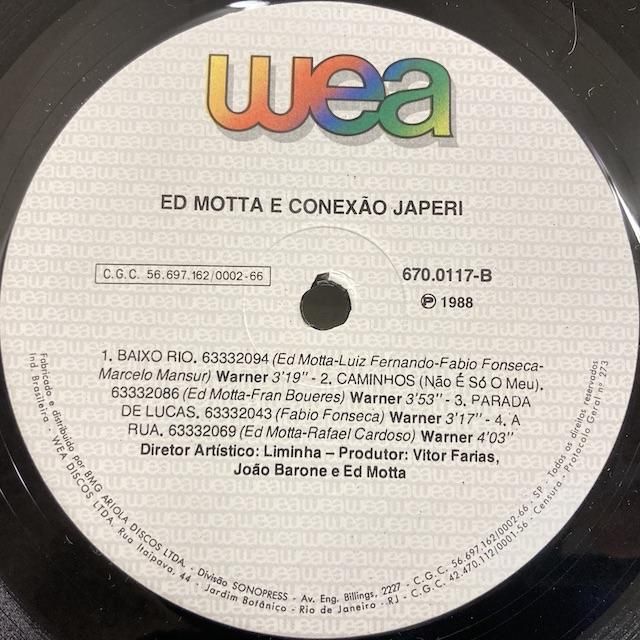 wea
ED MOTTA E CONEXÃO JAPERI
C.G.C. 56.697.162/0002-66
670.0117-B
℗ 1988
1. BAIXO RIO. 63332094 (Ed Motta-Luiz Fernando-Fabio Fonseca-
Marcelo Mansur) Warner 3'19" - 2. CAMINHOS (Não É Só O Meu).
63332086 (Ed Motta-Fran Boueres) Warner 3'53" - 3. PARADA
DE LUCAS. 63332043 (Fabio Fonseca) Warner 3'17" - 4. A
RUA. 63332069 (Ed Motta-Rafael Cardoso) Warner 4'03"
Diretor Artístico: Liminha – Produtor: Vitor Farias,
João Barone e Ed Motta
Fabricado e distribuído por BMG ARIOLA DISCOS LTDA. - Divisão SONOPRESS - Av. Eng. Billings, 2227 - C.G.C. 56.697.162/0002-66 - SP - Todos os direitos reservados
Ind. Brasileira - WEA DISCOS LTDA. Rua Itaipava, 44 - Jardim Botânico - Rio de Janeiro - RJ - C.G.C. 42.470.112/0001-56 - Censura - Protocolo Geral nº 273